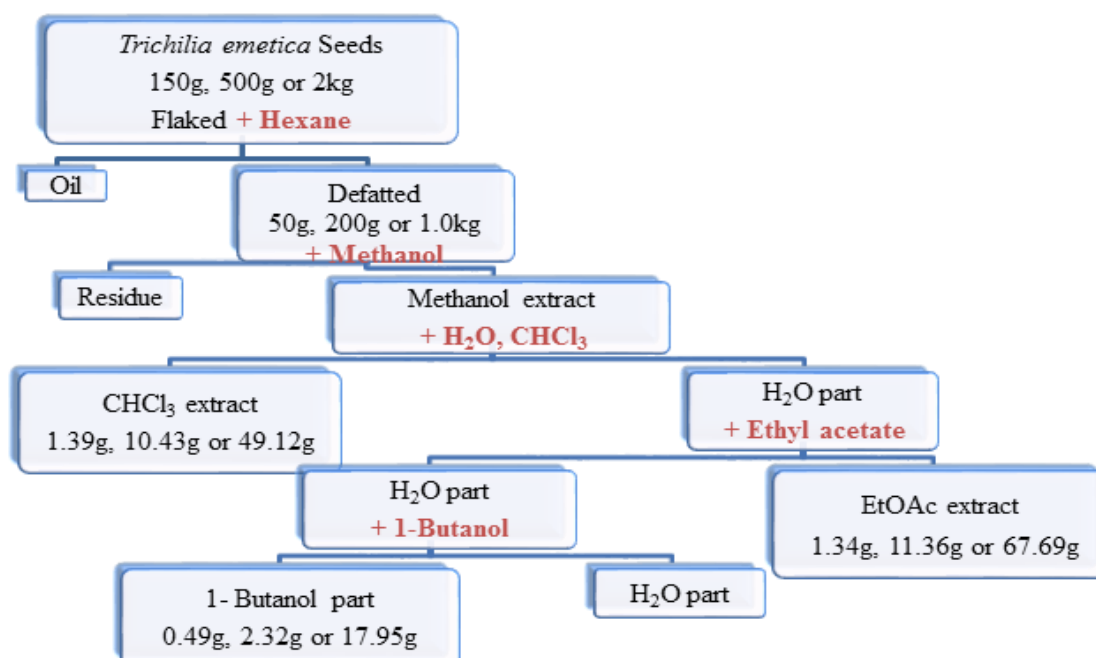 Trichilia emetica Seeds
150g, 500g or 2kg
Flaked + Hexane
Oil
Defatted
50g, 200g or 1.0kg
+ Methanol
Residue
Methanol extract
+ H₂O, CHCl₃
CHCl₃ extract
1.39g, 10.43g or 49.12g
H₂O part
+ Ethyl acetate
H₂O part
+ 1-Butanol
EtOAc extract
1.34g, 11.36g or 67.69g
1- Butanol part
0.49g, 2.32g or 17.95g
H₂O part